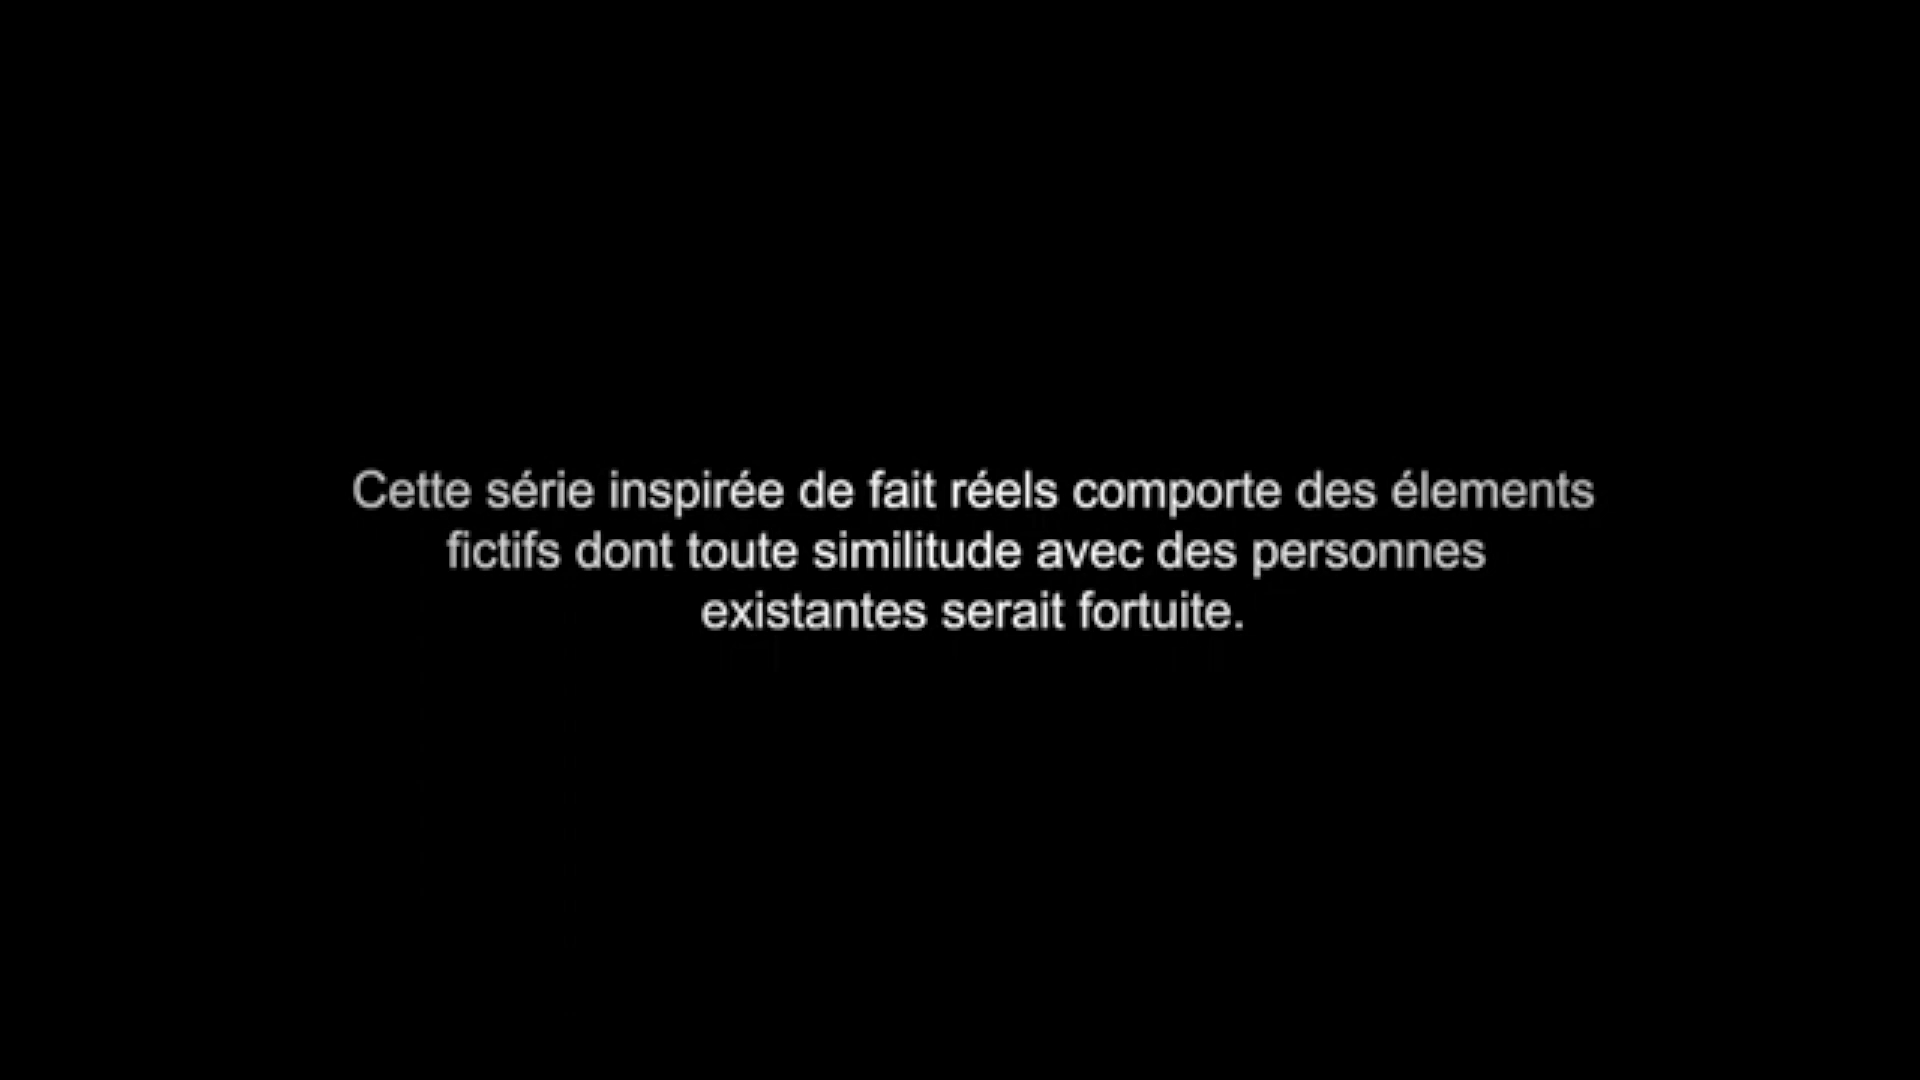 Cette série inspirée de fait réels comporte des élements
fictifs dont toute similitude avec des personnes
existantes serait fortuite.